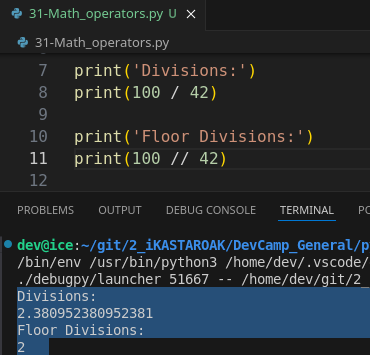 31-Math_operators.py U ×
31-Math_operators.py
7 print('Divisions:')
8 print(100 / 42)
9
10 print('Floor Divisions:')
11 print(100 // 42)
12
PROBLEMS OUTPUT DEBUG CONSOLE TERMINAL
dev@ice:~/git/2_iKASTAROAK/DevCamp_General/p
/bin/env /usr/bin/python3 /home/dev/.vscode/
./debugpy/launcher 51667 -- /home/dev/git/2_
Divisions:
2.380952380952381
Floor Divisions:
2